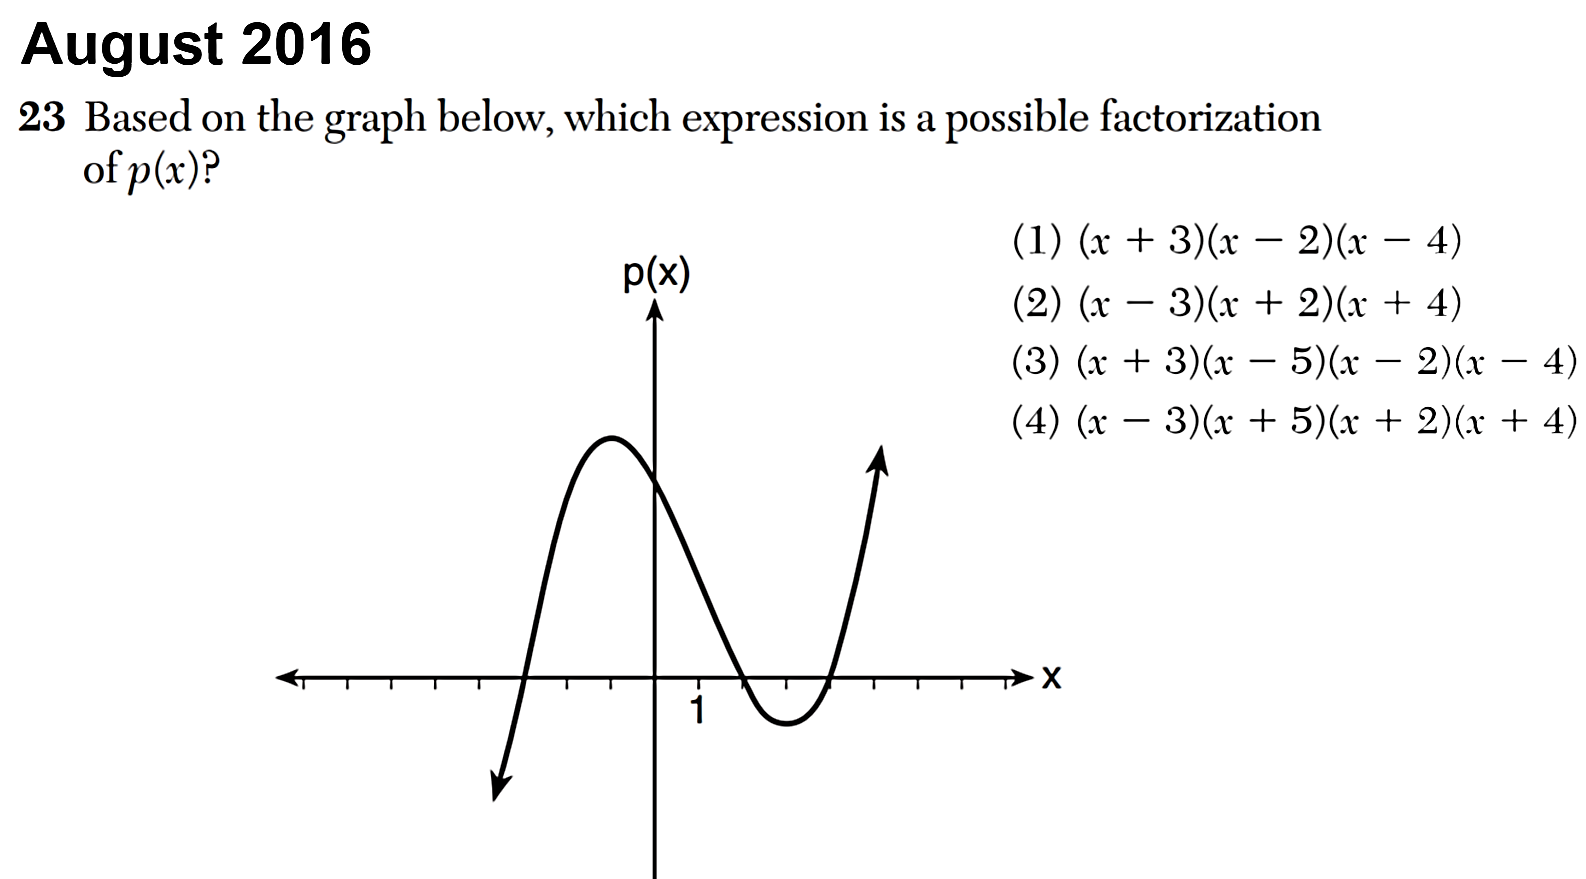 August 2016
23 Based on the graph below, which expression is a possible factorization
of p(x)?
(1) (x + 3)(x − 2)(x − 4)
(2) (x − 3)(x + 2)(x + 4)
(3) (x + 3)(x − 5)(x − 2)(x − 4)
(4) (x − 3)(x + 5)(x + 2)(x + 4)
p(x)
x
1